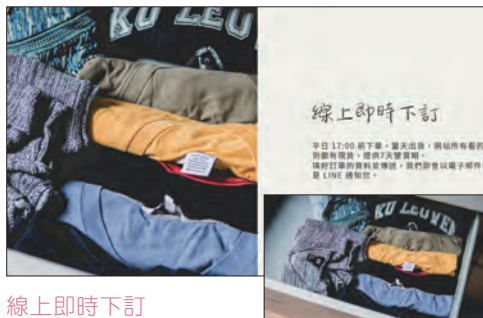 KU LEUVEN
線上即時下訂
平日 17:00 前下單，當天出貨，網站所有看的
到都有現貨，提供7天鑒賞期。
填好訂單的資料並傳送，我們即會以電子郵件或
是 LINE 通知您。
KU LEUVEN
線上即時下訂